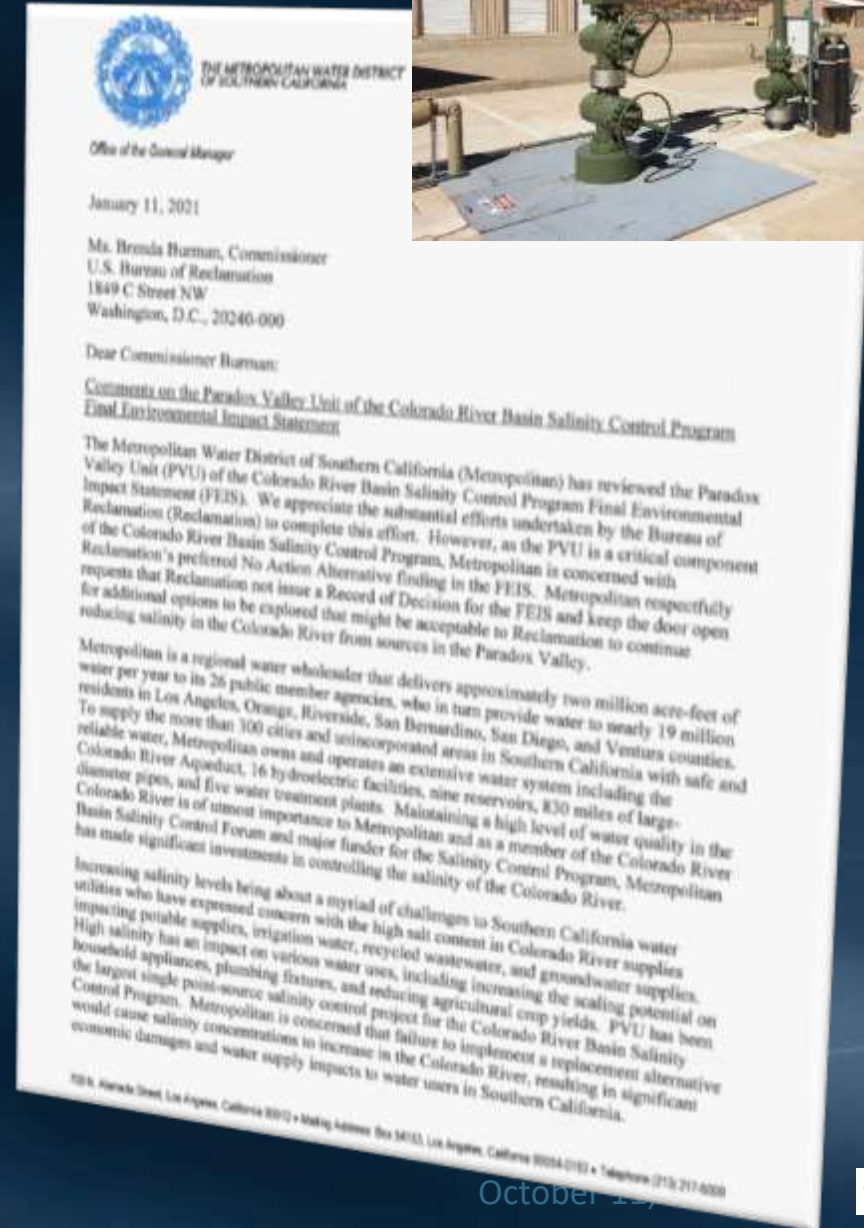 THE METROPOLITAN WATER DISTRICT
OF SOUTHERN CALIFORNIA
Office of the General Manager
January 11, 2021
Ms. Brenda Burman, Commissioner
U.S. Bureau of Reclamation
1849 C Street NW
Washington, D.C., 20240-000
Dear Commissioner Burman:
Comments on the Paradox Valley Unit of the Colorado River Basin Salinity Control Program
Final Environmental Impact Statement
The Metropolitan Water District of Southern California (Metropolitan) has reviewed the Paradox
Valley Unit (PVU) of the Colorado River Basin Salinity Control Program Final Environmental
Impact Statement (FEIS). We appreciate the substantial efforts undertaken by the Bureau of
Reclamation (Reclamation) to complete this effort. However, as the PVU is a critical component
of the Colorado River Basin Salinity Control Program, Metropolitan is concerned with
Reclamation's preferred No Action Alternative finding in the FEIS. Metropolitan respectfully
requests that Reclamation not issue a Record of Decision for the FEIS and keep the door open
for additional options to be explored that might be acceptable to Reclamation to continue
reducing salinity in the Colorado River from sources in the Paradox Valley.
Metropolitan is a regional water wholesaler that delivers approximately two million acre-feet of
water per year to its 26 public member agencies, who in turn provide water to nearly 19 million
residents in Los Angeles, Orange, Riverside, San Bernardino, San Diego, and Ventura counties.
To supply the more than 300 cities and unincorporated areas in Southern California with safe and
reliable water, Metropolitan owns and operates an extensive water system including the
Colorado River Aqueduct, 16 hydroelectric facilities, nine reservoirs, 830 miles of large-
diameter pipes, and five water treatment plants. Maintaining a high level of water quality in the
Colorado River is of utmost importance to Metropolitan and as a member of the Colorado River
Basin Salinity Control Forum and major funder for the Salinity Control Program, Metropolitan
has made significant investments in controlling the salinity of the Colorado River.
Increasing salinity levels bring about a myriad of challenges to Southern California water
utilities who have expressed concern with the high salt content in Colorado River supplies
impacting potable supplies, irrigation water, recycled wastewater, and groundwater supplies.
High salinity has an impact on various water uses, including increasing the scaling potential on
household appliances, plumbing fixtures, and reducing agricultural crop yields. PVU has been
the largest single point-source salinity control project for the Colorado River Basin Salinity
Control Program. Metropolitan is concerned that failure to implement a replacement alternative
would cause salinity concentrations to increase in the Colorado River, resulting in significant
economic damages and water supply impacts to water users in Southern California.
700 N. Alameda Street, Los Angeles, California 90012 • Mailing Address: Box 54153, Los Angeles, California 90054-0153 • Telephone (213) 217-6000
October 11,